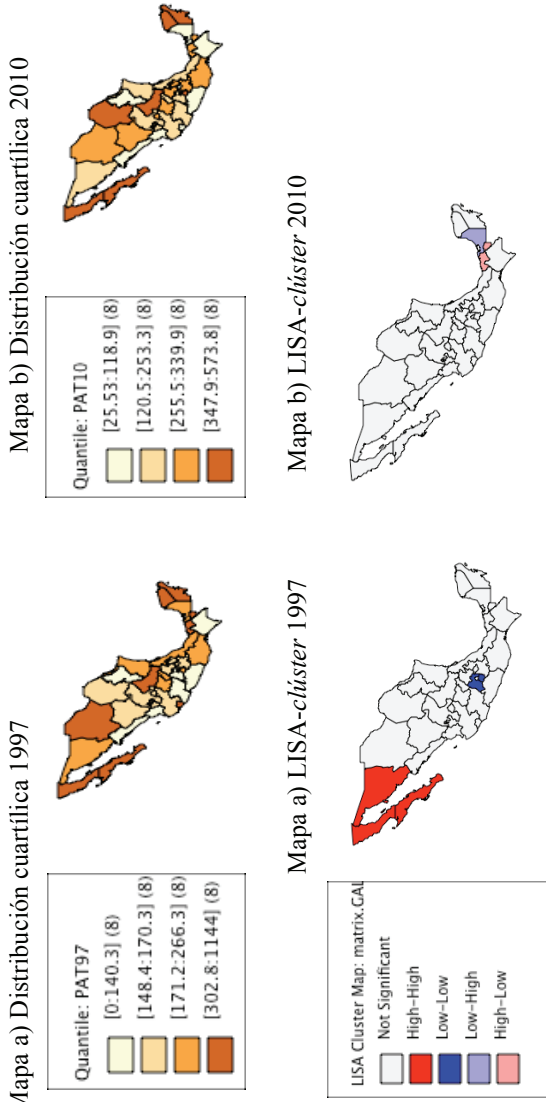 Mapa a) Distribución cuartílica 1997
Quantile: PAT97
[0:140.3] (8)
[148.4:170.3] (8)
[171.2:266.3] (8)
[302.8:1144] (8)
Mapa b) Distribución cuartílica 2010
Quantile: PAT10
[25.53:118.9] (8)
[120.5:253.3] (8)
[255.5:339.9] (8)
[347.9:573.8] (8)
Mapa a) LISA-clúster 1997
LISA Cluster Map: matrix.GAL
Not Significant
High-High
Low-Low
Low-High
High-Low
Mapa b) LISA-clúster 2010